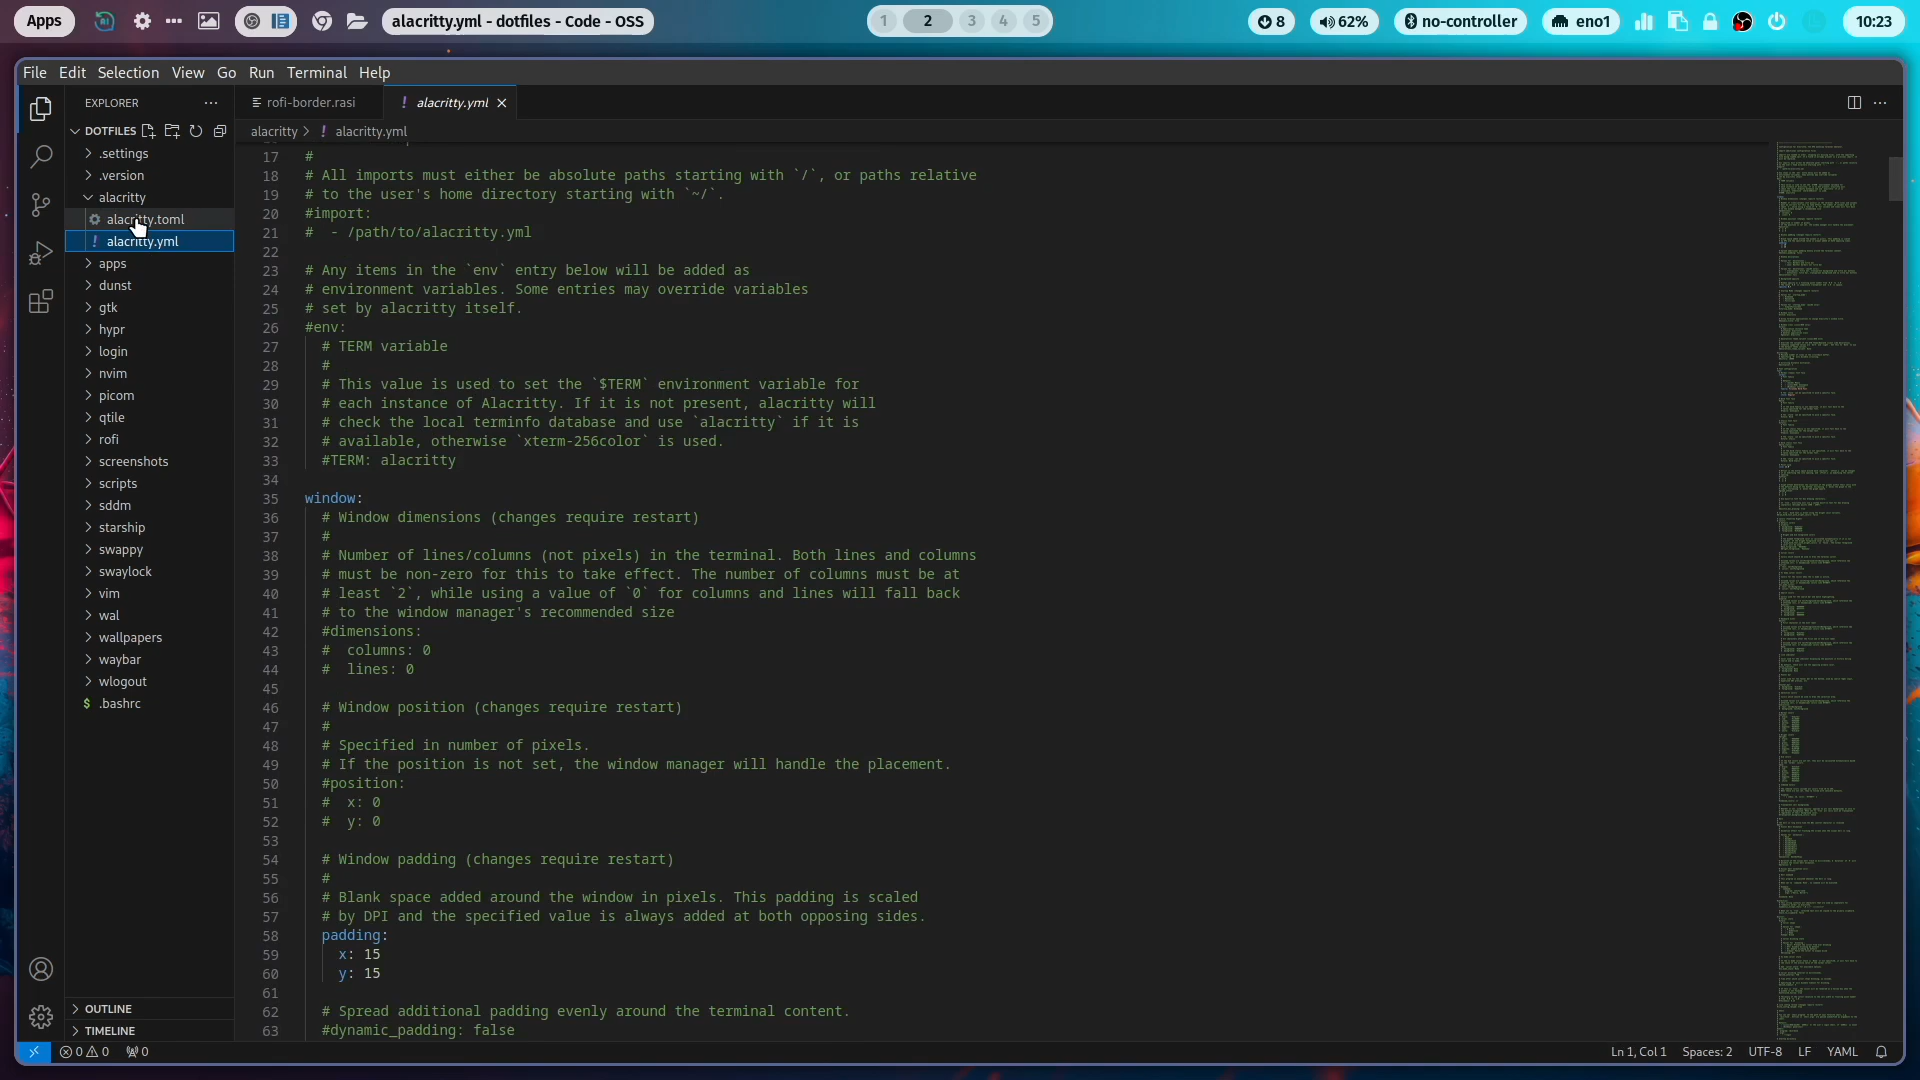 Apps
alacritty.yml - dotfiles - Code - OSS
1 2 3 4 5
8
62%
no-controller
eno1
10:23
File Edit Selection View Go Run Terminal Help
EXPLORER
rofi-border.rasi
! alacritty.yml
DOTFILES
alacritty > ! alacritty.yml
.settings
.version
alacritty
alacritty.toml
! alacritty.yml
apps
dunst
gtk
hypr
login
nvim
picom
qtile
rofi
screenshots
scripts
sddm
starship
swappy
swaylock
vim
wal
wallpapers
waybar
wlogout
$ .bashrc
OUTLINE
TIMELINE
17 #
18 # All imports must either be absolute paths starting with `/`, or paths relative
19 # to the user's home directory starting with `~/`.
20 #import:
21 #  - /path/to/alacritty.yml
22
23 # Any items in the `env` entry below will be added as
24 # environment variables. Some entries may override variables
25 # set by alacritty itself.
26 #env:
27   # TERM variable
28   #
29   # This value is used to set the `$TERM` environment variable for
30   # each instance of Alacritty. If it is not present, alacritty will
31   # check the local terminfo database and use `alacritty` if it is
32   # available, otherwise `xterm-256color` is used.
33   #TERM: alacritty
34
35 window:
36   # Window dimensions (changes require restart)
37   #
38   # Number of lines/columns (not pixels) in the terminal. Both lines and columns
39   # must be non-zero for this to take effect. The number of columns must be at
40   # least `2`, while using a value of `0` for columns and lines will fall back
41   # to the window manager's recommended size
42   #dimensions:
43   #  columns: 0
44   #  lines: 0
45
46   # Window position (changes require restart)
47   #
48   # Specified in number of pixels.
49   # If the position is not set, the window manager will handle the placement.
50   #position:
51   #  x: 0
52   #  y: 0
53
54   # Window padding (changes require restart)
55   #
56   # Blank space added around the window in pixels. This padding is scaled
57   # by DPI and the specified value is always added at both opposing sides.
58   padding:
59     x: 15
60     y: 15
61
62   # Spread additional padding evenly around the terminal content.
63   #dynamic_padding: false
0 0 0
Ln 1, Col 1 Spaces: 2 UTF-8 LF YAML